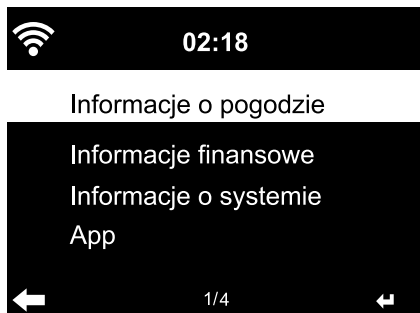 02:18
Informacje o pogodzie
Informacje finansowe
Informacje o systemie
App
1/4